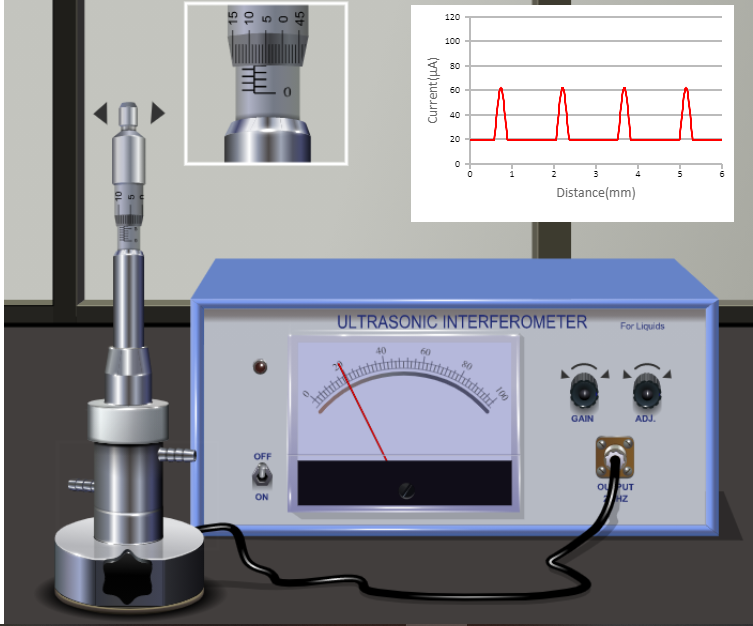 15 10 5 0 45
0
120
100
80
60
40
20
0
0 1 2 3 4 5 6
Current(µA)
Distance(mm)
10 5 0
ULTRASONIC INTERFEROMETER
For Liquids
0 20 40 60 80 100
GAIN
ADJ.
OFF
ON